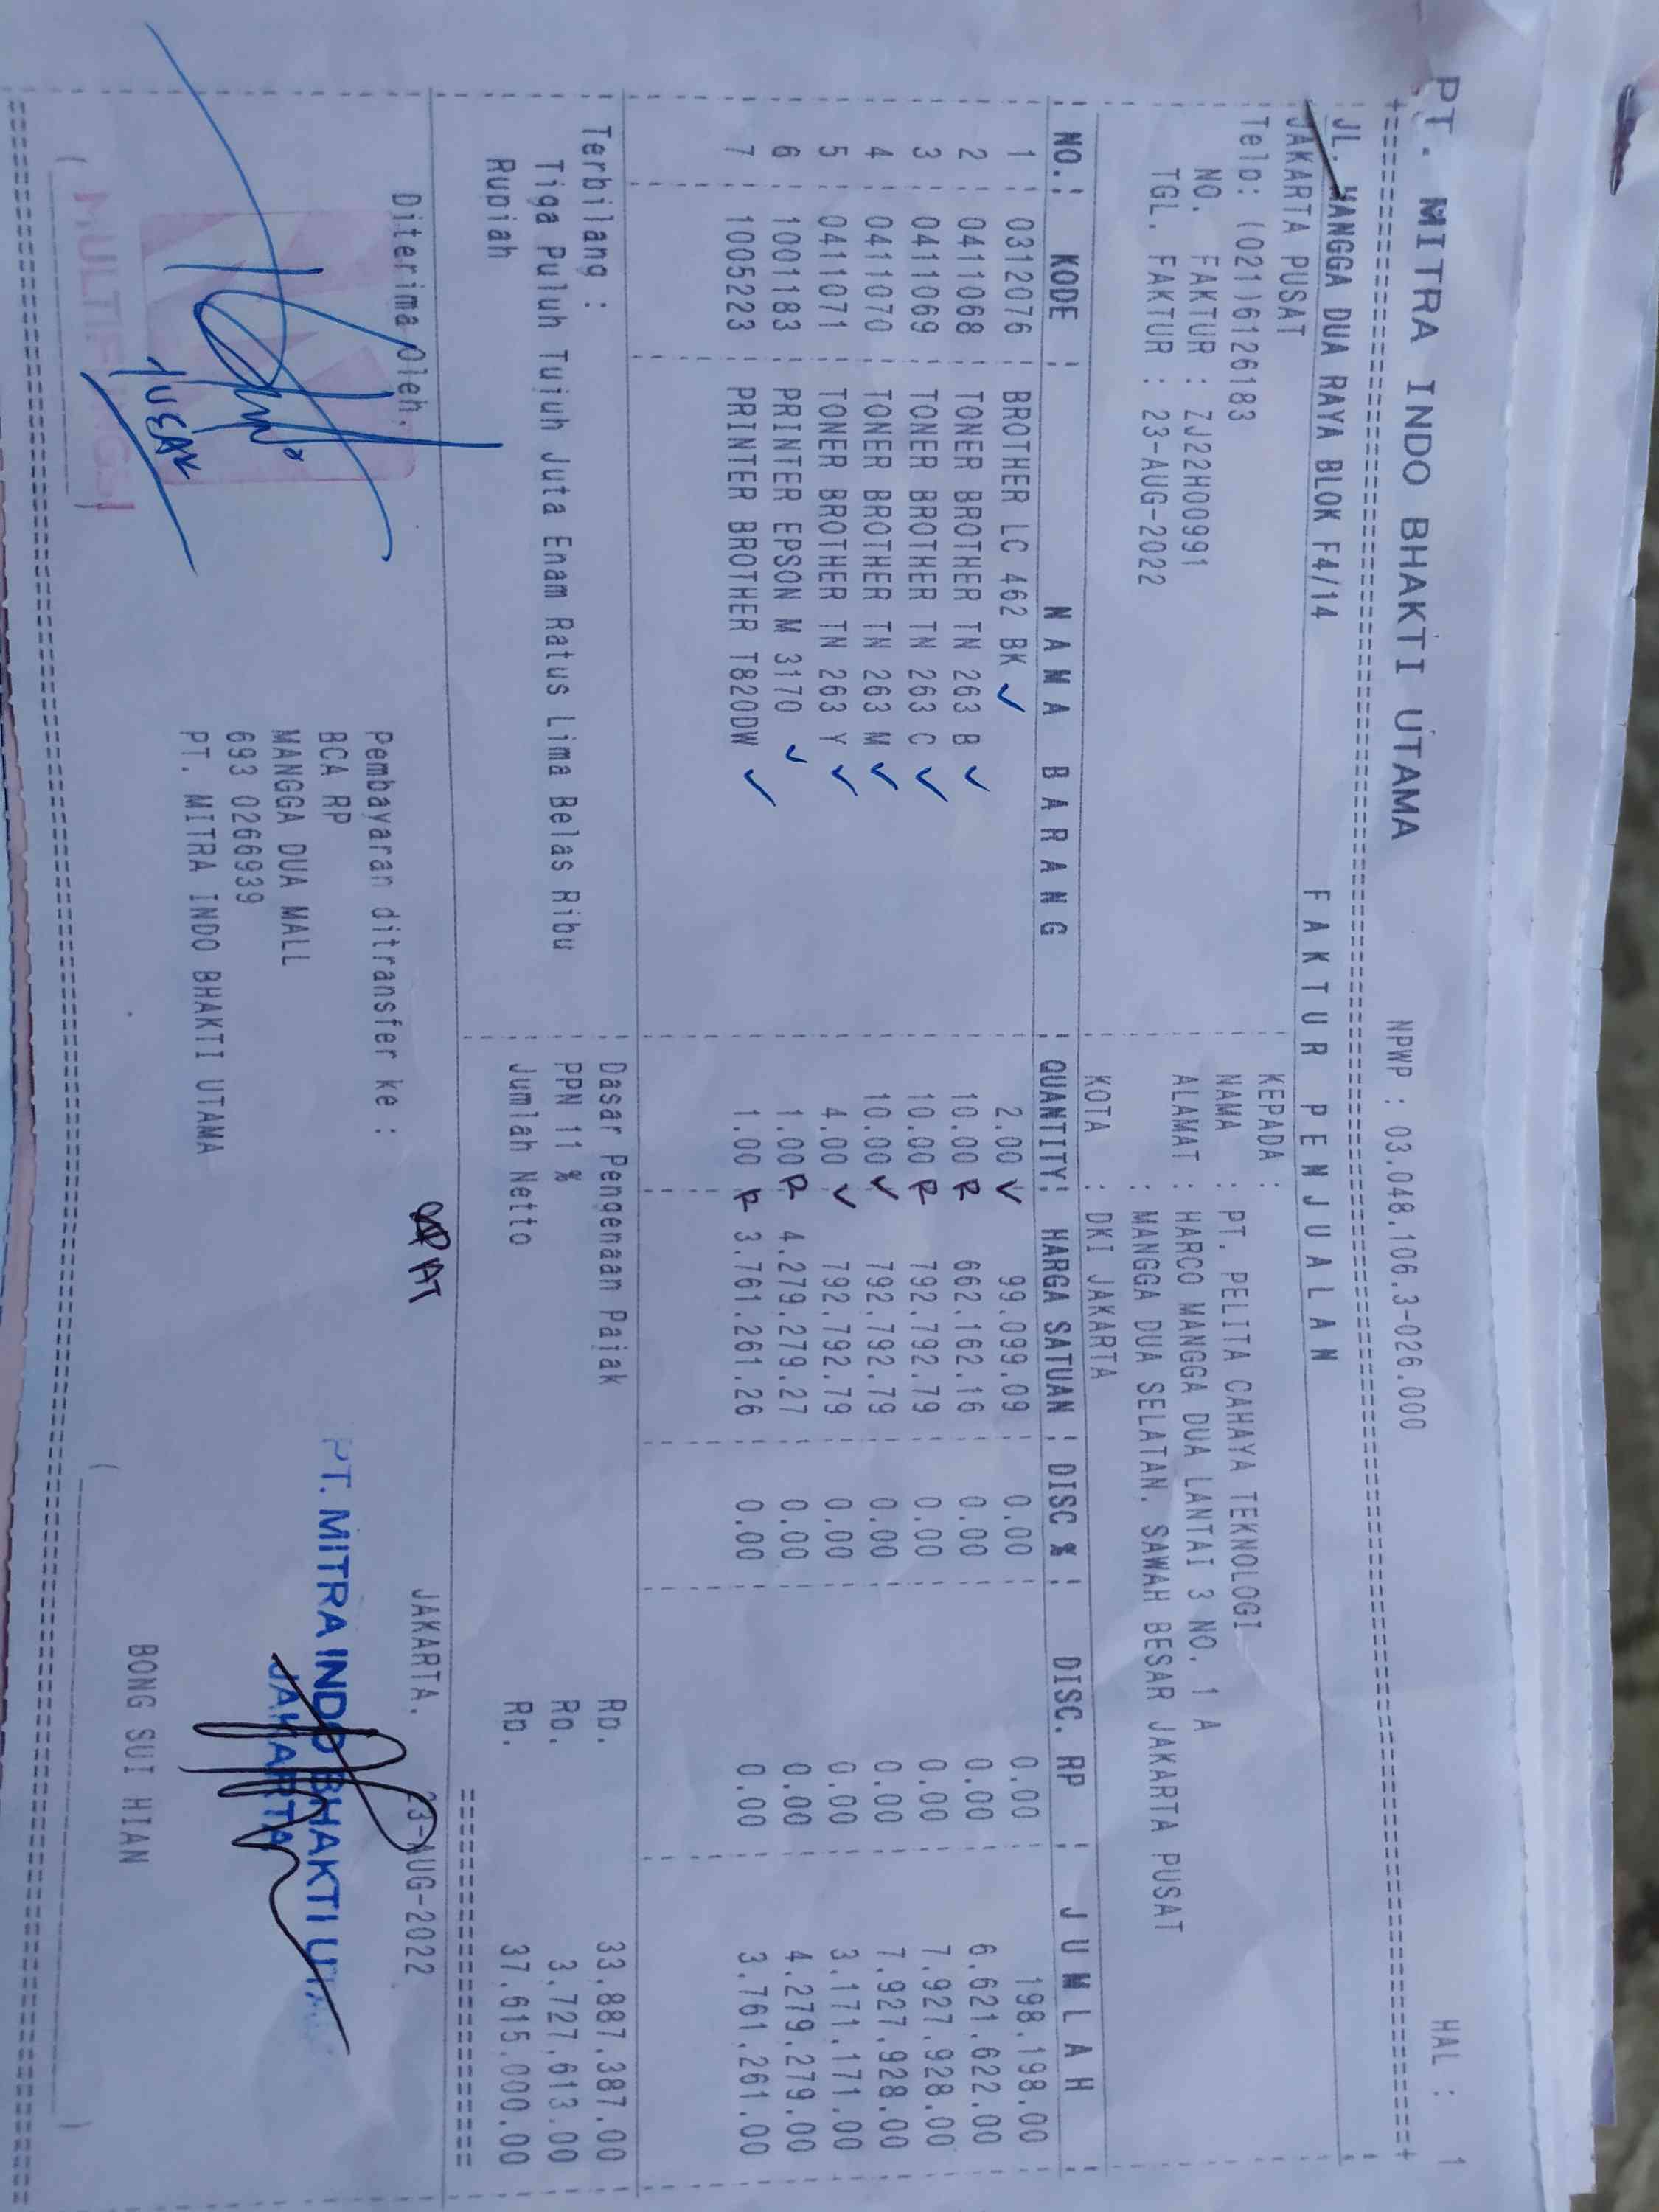 PT. MITRA INDO BHAKTI UTAMA NPWP : 03.048.106.3-026.000 HAL : 1
JL. MANGGA DUA RAYA BLOK F4/14 F A K T U R P E N J U A L A N
JAKARTA PUSAT KEPADA :
Telp: (021)6126183 NAMA : PT. PELITA CAHAYA TEKNOLOGI
NO. FAKTUR : ZJ22H00991 ALAMAT : HARCO MANGGA DUA LANTAI 3 NO. 1 A
TGL. FAKTUR : 23-AUG-2022 : MANGGA DUA SELATAN. SAWAH BESAR JAKARTA PUSAT
KOTA : DKI JAKARTA
NO. : KODE : N A M A B A R A N G : QUANTITY : HARGA SATUAN : DISC % : DISC. RP : J U M L A H
1 0312076 BROTHER LC 462 BK ✓ 2.00 V 99.099.09 0.00 0.00 198.198.00
2 0411068 TONER BROTHER TN 263 B ✓ 10.00 R 662.162.16 0.00 0.00 6.621.622.00
3 0411069 TONER BROTHER TN 263 C ✓ 10.00 R 792.792.79 0.00 0.00 7.927.928.00
4 0411070 TONER BROTHER TN 263 M ✓ 10.00 V 792.792.79 0.00 0.00 7.927.928.00
5 0411071 TONER BROTHER TN 263 Y ✓ 4.00 V 792.792.79 0.00 0.00 3.171.171.00
6 1001183 PRINTER EPSON M 3170 ✓ 1.00 R 4.279.279.27 0.00 0.00 4.279.279.00
7 1005223 PRINTER BROTHER T820DW ✓ 1.00 R 3.761.261.26 0.00 0.00 3.761.261.00
Terbilang : Dasar Pengenaan Pajak Rp. 33.887.387.00
Tiga Puluh Tujuh Juta Enam Ratus Lima Belas Ribu PPN 11 % Rp. 3.727.613.00
Rupiah Jumlah Netto Rp. 37.615.000.00
Diterima Oleh, Pembayaran ditransfer ke : JAKARTA. 23-AUG-2022
BCA RP
MANGGA DUA MALL
693 0266939
PT. MITRA INDO BHAKTI UTAMA
PT. MITRA INDO BHAKTI UTAMA
JAKARTA
MULTIFUNGSI
BONG SUI HIAN